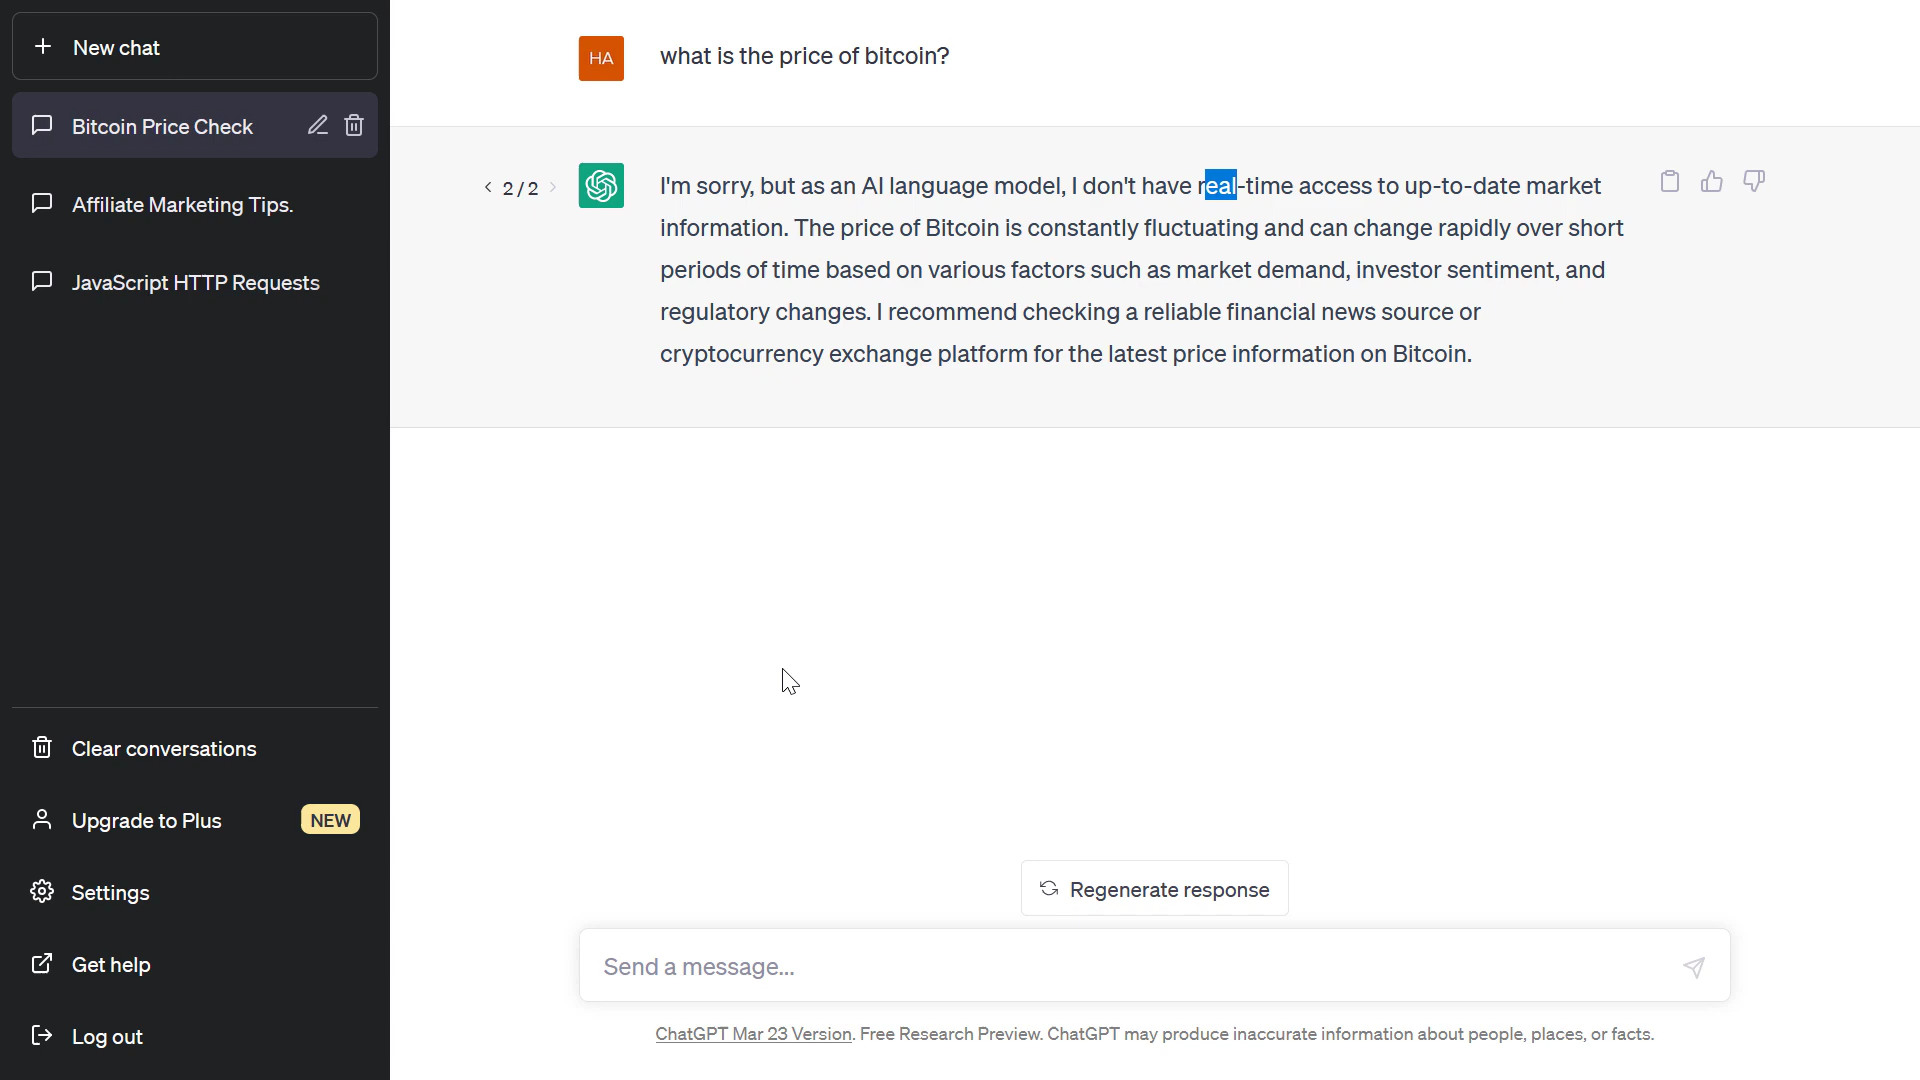 New chat
Bitcoin Price Check
Affiliate Marketing Tips.
JavaScript HTTP Requests
Clear conversations
Upgrade to Plus NEW
Settings
Get help
Log out
HA what is the price of bitcoin?
< 2 / 2 > I'm sorry, but as an AI language model, I don't have real-time access to up-to-date market
information. The price of Bitcoin is constantly fluctuating and can change rapidly over short
periods of time based on various factors such as market demand, investor sentiment, and
regulatory changes. I recommend checking a reliable financial news source or
cryptocurrency exchange platform for the latest price information on Bitcoin.
Regenerate response
Send a message...
ChatGPT Mar 23 Version. Free Research Preview. ChatGPT may produce inaccurate information about people, places, or facts.